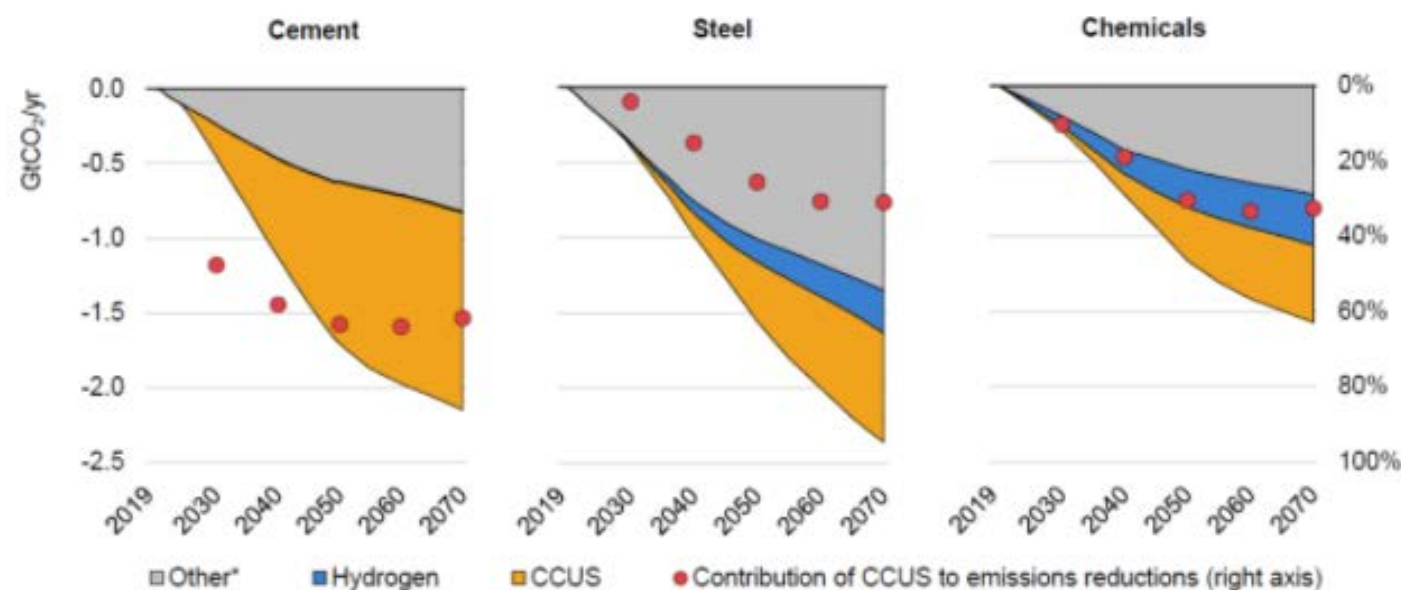 Cement
Steel
Chemicals
GtCO₂/yr
0.0
-0.5
-1.0
-1.5
-2.0
-2.5
0%
20%
40%
60%
80%
100%
2019 2030 2040 2050 2060 2070
2019 2030 2040 2050 2060 2070
2019 2030 2040 2050 2060 2070
Other* Hydrogen CCUS Contribution of CCUS to emissions reductions (right axis)